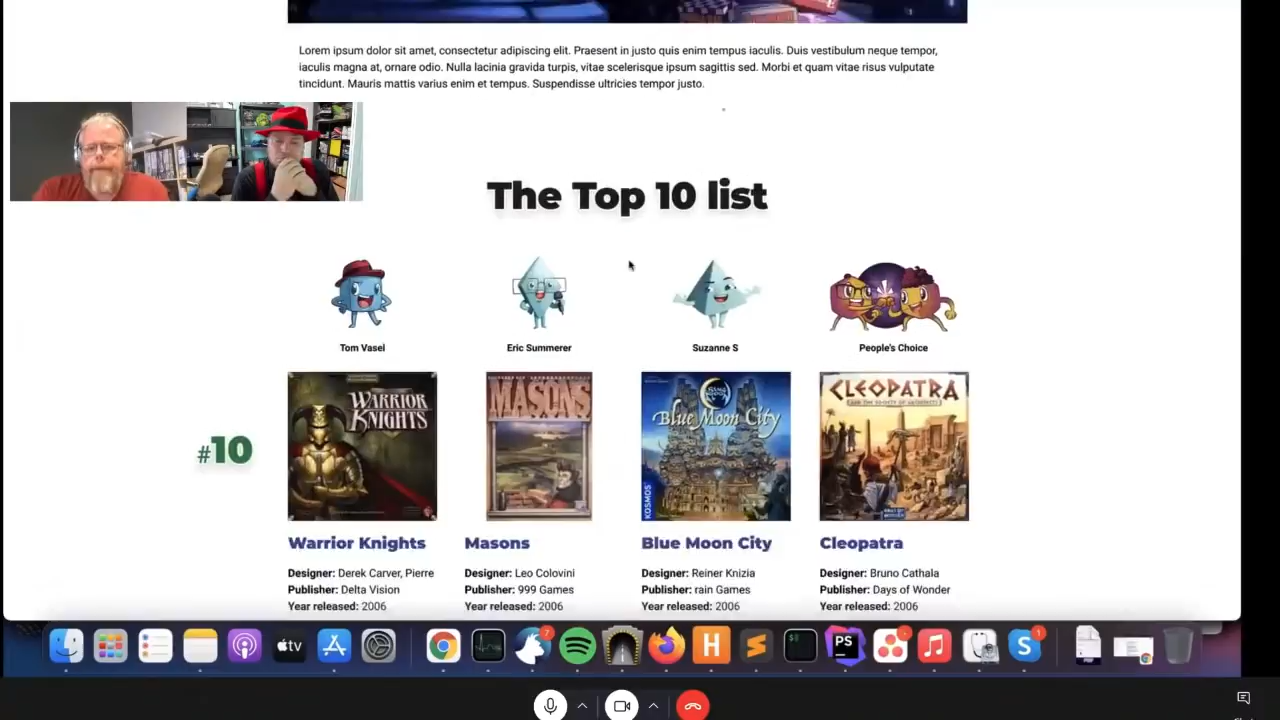 Lorem ipsum dolor sit amet, consectetur adipiscing elit. Praesent in justo quis enim tempus iaculis. Duis vestibulum neque tempor,
iaculis magna at, ornare odio. Nulla lacinia gravida turpis, vitae scelerisque ipsum sagittis sed. Morbi et quam vitae risus vulputate
tincidunt. Mauris mattis varius enim et tempus. Suspendisse ultricies tempor justo.
The Top 10 list
Tom Vasel
Eric Summerer
Suzanne S
People's Choice
#10
WARRIOR KNIGHTS
MASONS
Blue Moon City
KOSMOS
CLEOPATRA
Warrior Knights
Designer: Derek Carver, Pierre
Publisher: Delta Vision
Year released: 2006
Masons
Designer: Leo Colovini
Publisher: 999 Games
Year released: 2006
Blue Moon City
Designer: Reiner Knizia
Publisher: rain Games
Year released: 2006
Cleopatra
Designer: Bruno Cathala
Publisher: Days of Wonder
Year released: 2006
tv
7
H
$
PS
S
1